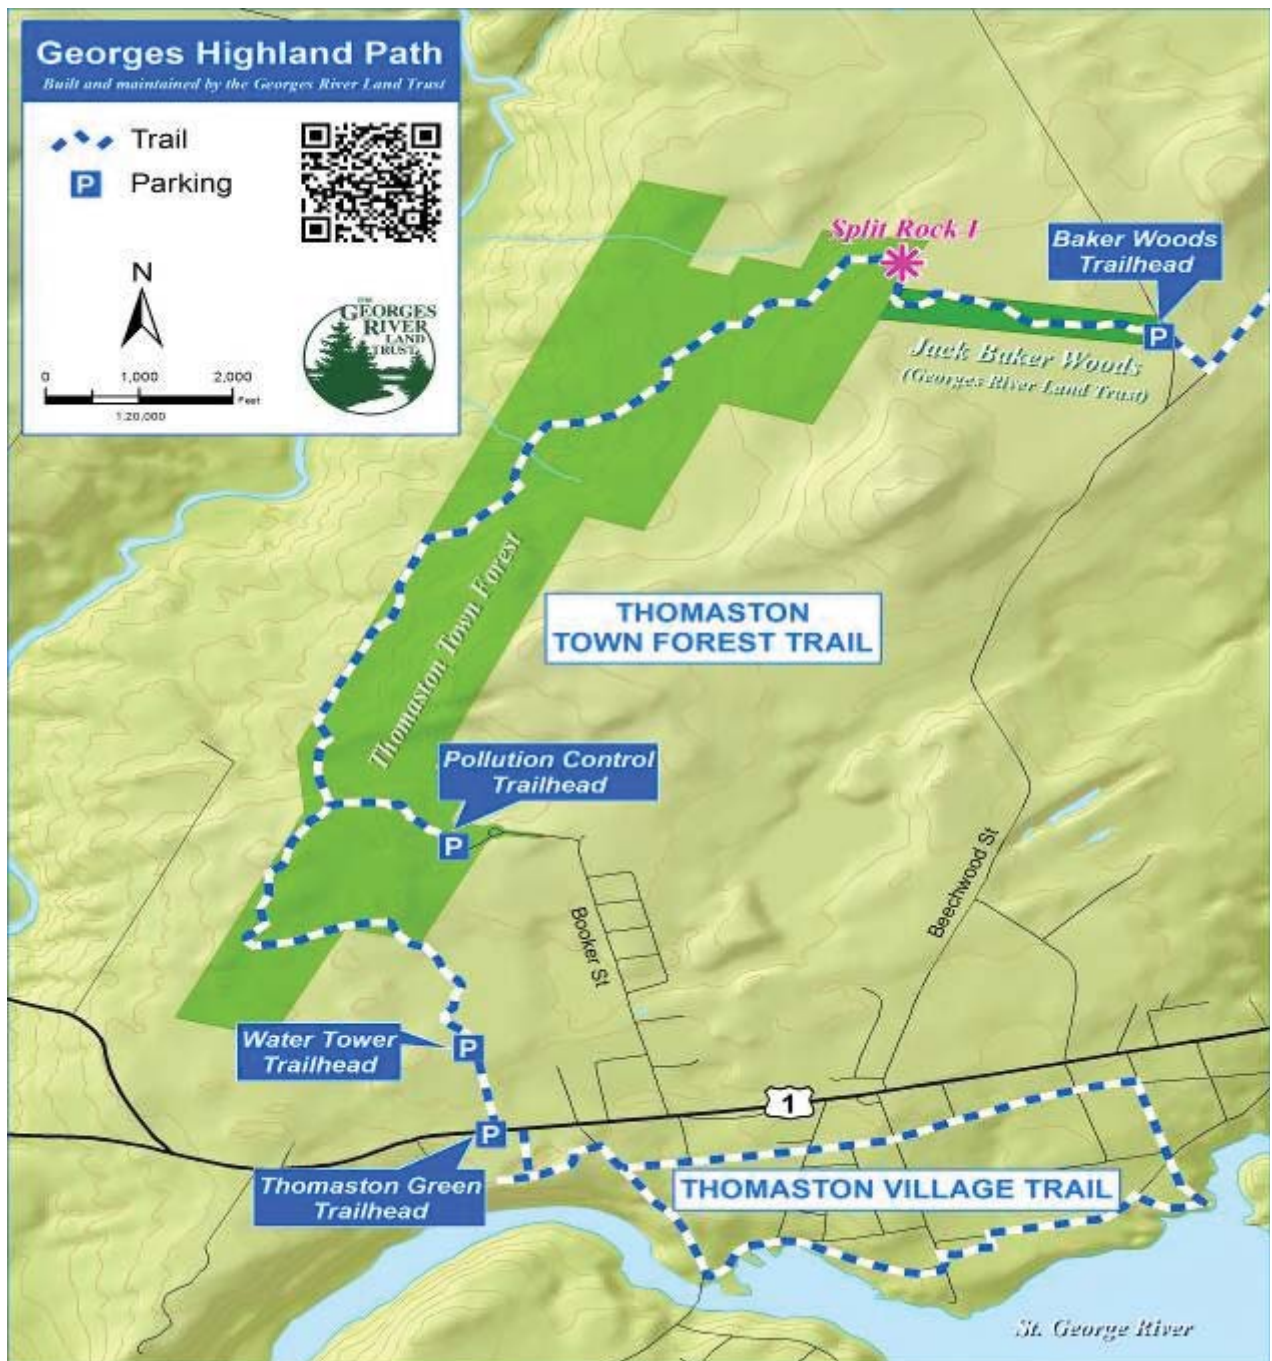 Georges Highland Path
Built and maintained by the Georges River Land Trust
Trail
P Parking
N
0 1,000 2,000
Feet
1:20,000
THE
GEORGES
RIVER
LAND
TRUST
Split Rock I
Baker Woods
Trailhead
P
Jack Baker Woods
(Georges River Land Trust)
Thomaston Town Forest
THOMASTON
TOWN FOREST TRAIL
Pollution Control
Trailhead
P
Beechwood St
Booker St
Water Tower
Trailhead
P
1
P
Thomaston Green
Trailhead
THOMASTON VILLAGE TRAIL
St. George River